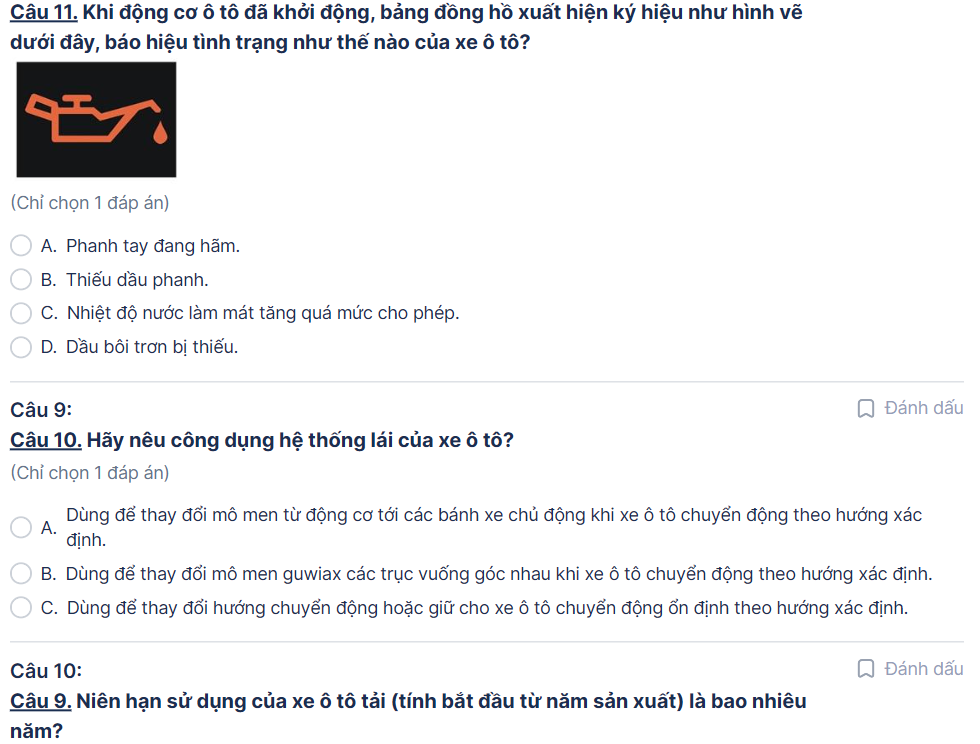 Câu 11. Khi động cơ ô tô đã khởi động, bảng đồng hồ xuất hiện ký hiệu như hình vẽ
dưới đây, báo hiệu tình trạng như thế nào của xe ô tô?
(Chỉ chọn 1 đáp án)
A. Phanh tay đang hãm.
B. Thiếu dầu phanh.
C. Nhiệt độ nước làm mát tăng quá mức cho phép.
D. Dầu bôi trơn bị thiếu.
Câu 9:
Đánh dấu
Câu 10. Hãy nêu công dụng hệ thống lái của xe ô tô?
(Chỉ chọn 1 đáp án)
A. Dùng để thay đổi mô men từ động cơ tới các bánh xe chủ động khi xe ô tô chuyển động theo hướng xác
định.
B. Dùng để thay đổi mô men guwiax các trục vuống góc nhau khi xe ô tô chuyển động theo hướng xác định.
C. Dùng để thay đổi hướng chuyển động hoặc giữ cho xe ô tô chuyển động ổn định theo hướng xác định.
Câu 10:
Đánh dấu
Câu 9. Niên hạn sử dụng của xe ô tô tải (tính bắt đầu từ năm sản xuất) là bao nhiêu
năm?